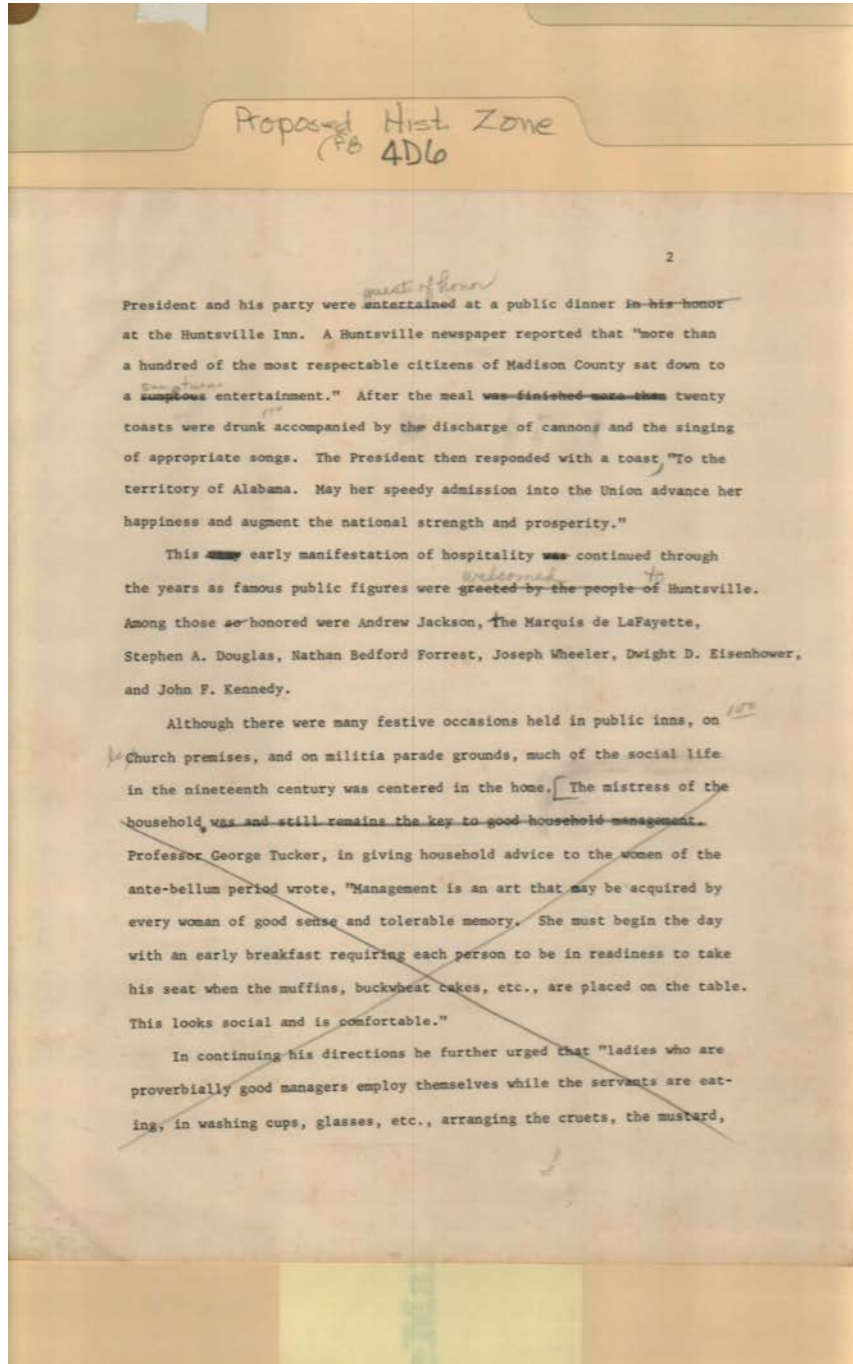 Proposed Hist. Zone
4D6
2
guest of honor
President and his party were entertained at a public dinner in his honor
at the Huntsville Inn. A Huntsville newspaper reported that "more than
a hundred of the most respectable citizens of Madison County sat down to
a sumptous entertainment." After the meal was finished more than twenty
toasts were drunk accompanied by the discharge of cannons and the singing
of appropriate songs. The President then responded with a toast, "To the
territory of Alabama. May her speedy admission into the Union advance her
happiness and augment the national strength and prosperity."
This early manifestation of hospitality was continued through
welcomed to
the years as famous public figures were greeted by the people of Huntsville.
Among those so honored were Andrew Jackson, the Marquis de LaFayette,
Stephen A. Douglas, Nathan Bedford Forrest, Joseph Wheeler, Dwight D. Eisenhower,
and John F. Kennedy.
Although there were many festive occasions held in public inns, on
Church premises, and on militia parade grounds, much of the social life
in the nineteenth century was centered in the home. [The mistress of the
household, was and still remains the key to good household management.
Professor George Tucker, in giving household advice to the women of the
ante-bellum period wrote, "Management is an art that may be acquired by
every woman of good sense and tolerable memory. She must begin the day
with an early breakfast requiring each person to be in readiness to take
his seat when the muffins, buckwheat cakes, etc., are placed on the table.
This looks social and is comfortable."
In continuing his directions he further urged that "ladies who are
proverbially good managers employ themselves while the servants are eat-
ing, in washing cups, glasses, etc., arranging the cruets, the mustard,